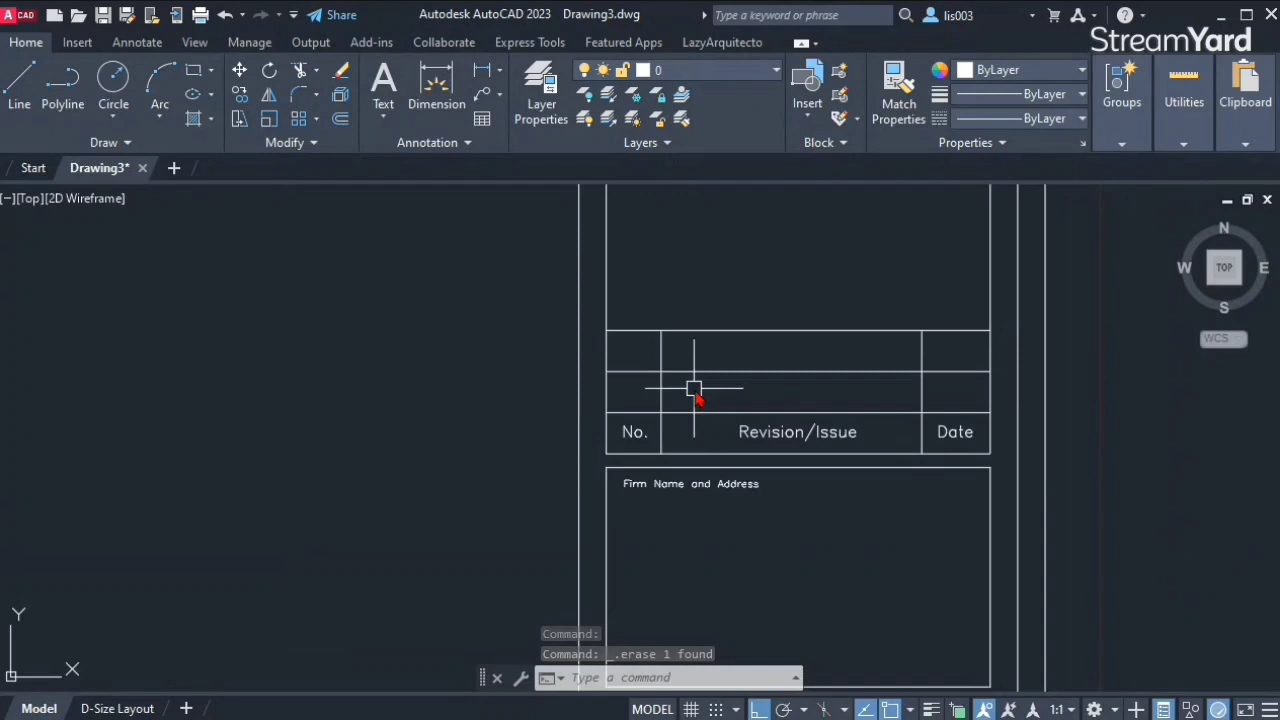 CAD
Share
Autodesk AutoCAD 2023 Drawing3.dwg
Type a keyword or phrase
lis003
StreamYard
Home Insert Annotate View Manage Output Add-ins Collaborate Express Tools Featured Apps LazyArquitecto
0
ByLayer
ByLayer
ByLayer
Line Polyline Circle Arc
Text Dimension
Layer Properties
Insert
Match Properties
Groups Utilities Clipboard
Draw Modify Annotation Layers Block Properties
Start Drawing3* +
[−][Top][2D Wireframe]
N
W TOP E
S
WCS
No. Revision/Issue Date
Firm Name and Address
Y
X
Command:
Command: _.erase 1 found
Type a command
Model D-Size Layout +
MODEL 1:1